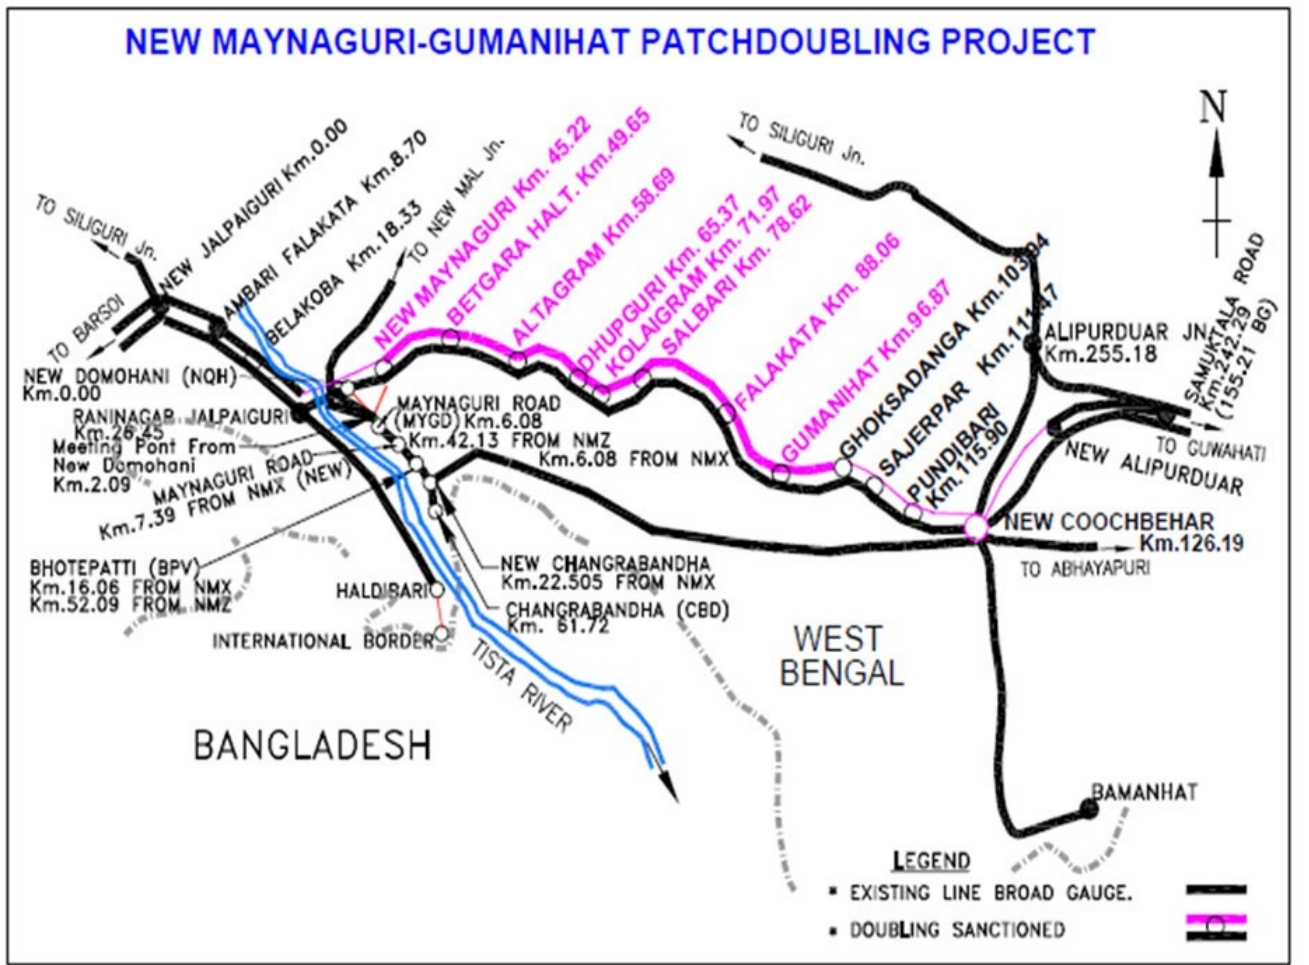 NEW MAYNAGURI-GUMANIHAT PATCHDOUBLING PROJECT
N
TO SILIGURI Jn.
NEW JALPAIGURI Km.0.00
AMBARI FALAKATA Km.8.70
BELAKOBA Km.18.33
TO NEW MAL Jn.
NEW MAYNAGURI Km. 45.22
BETGARA HALT. Km.49.65
ALTAGRAM Km.58.69
DHUPGURI Km. 65.37
KOLAIGRAM Km. 71.97
SALBARI Km. 78.62
FALAKATA Km. 88.06
GUMANIHAT Km.96.87
GHOKSADANGA Km.103.94
SAJERPAR Km.111.47
PUNDIBARI
Km.115.90
TO SILIGURI Jn.
ALIPURDUAR JN.
Km.255.18
SAMUKTALA ROAD
Km.242.29
(155.21 BG)
TO GUWAHATI
NEW ALIPURDUAR
NEW COOCHBEHAR
Km.126.19
TO ABHAYAPURI
TO BARSOI
NEW DOMOHANI (NQH)
Km.0.00
RANINAGAR JALPAIGURI
Km.26.45
Meeting Pont From
New Domohani
Km.2.09
MAYNAGURI ROAD
(MYGD) Km.6.08
Km.42.13 FROM NMZ
Km.6.08 FROM NMX
MAYNAGURI ROAD
Km.7.39 FROM NMX (NEW)
BHOTEPATTI (BPV)
Km.16.06 FROM NMX
Km.52.09 FROM NMZ
NEW CHANGRABANDHA
Km.22.505 FROM NMX
CHANGRABANDHA (CBD)
Km. 61.72
HALDIBARI
INTERNATIONAL BORDER
TISTA RIVER
WEST
BENGAL
BANGLADESH
BAMANHAT
LEGEND
* EXISTING LINE BROAD GAUGE.
* DOUBLING SANCTIONED